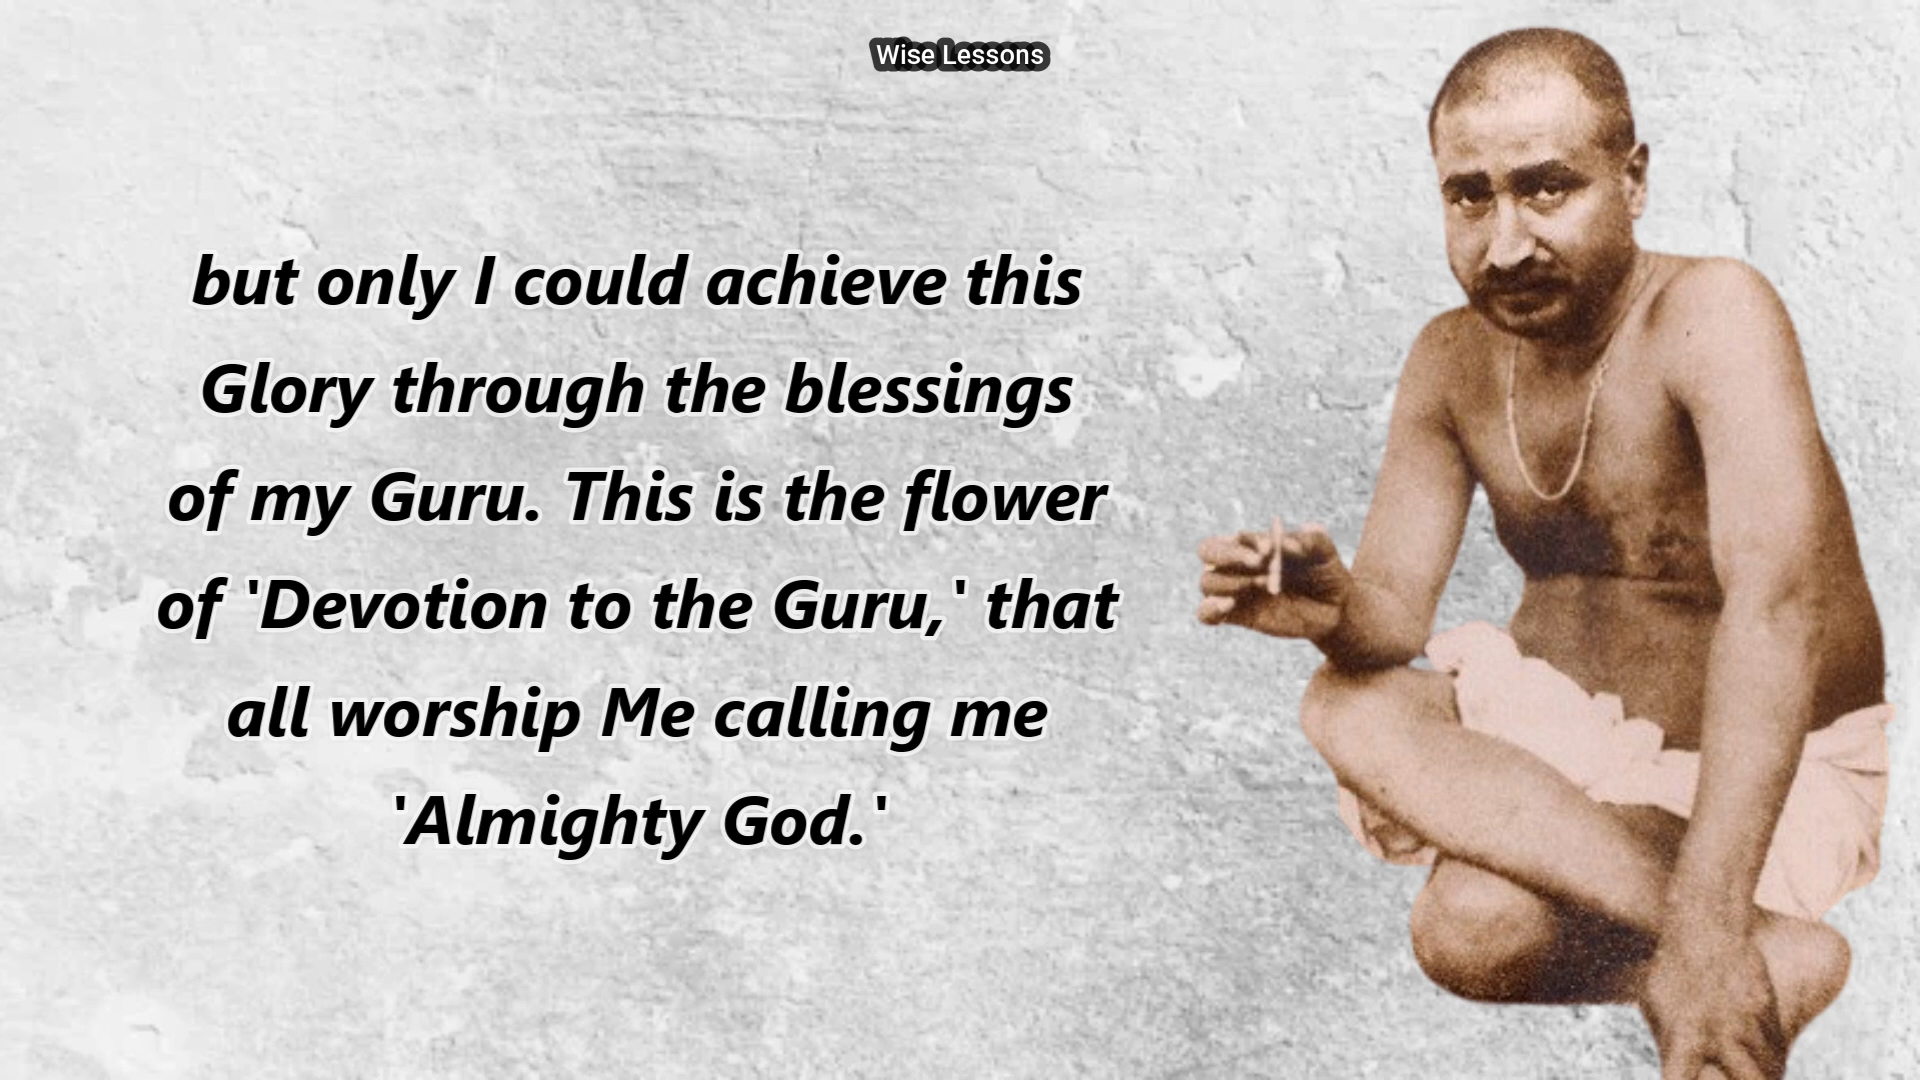 Wise Lessons
but only I could achieve this
Glory through the blessings
of my Guru. This is the flower
of 'Devotion to the Guru,' that
all worship Me calling me
'Almighty God.'